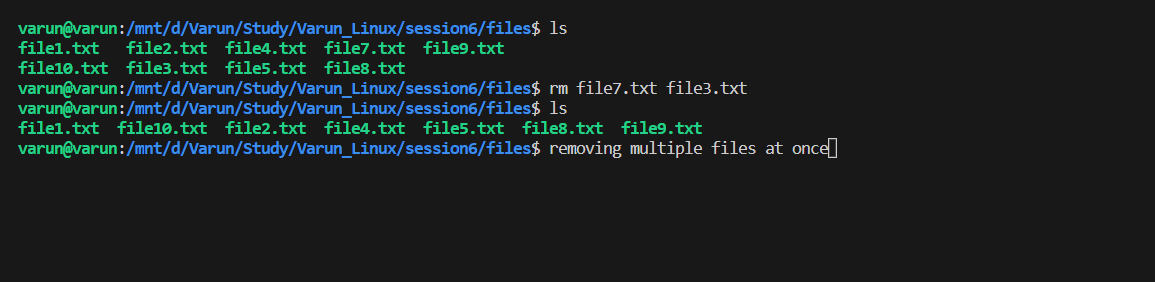 varun@varun:/mnt/d/Varun/Study/Varun_Linux/session6/files$ ls
file1.txt   file2.txt  file4.txt  file7.txt  file9.txt
file10.txt  file3.txt  file5.txt  file8.txt
varun@varun:/mnt/d/Varun/Study/Varun_Linux/session6/files$ rm file7.txt file3.txt
varun@varun:/mnt/d/Varun/Study/Varun_Linux/session6/files$ ls
file1.txt  file10.txt  file2.txt  file4.txt  file5.txt  file8.txt  file9.txt
varun@varun:/mnt/d/Varun/Study/Varun_Linux/session6/files$ removing multiple files at once